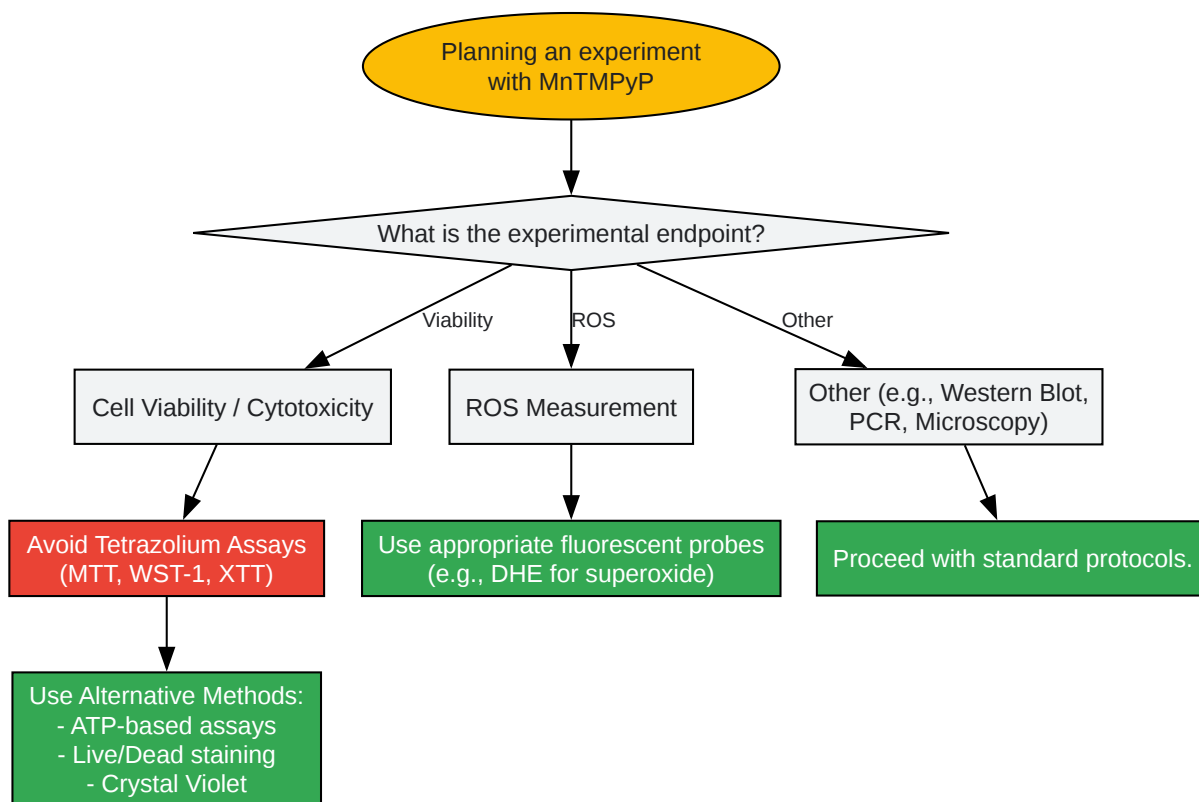 Planning an experiment
with MnTMPyP
What is the experimental endpoint?
Viability
ROS
Other
Cell Viability / Cytotoxicity
ROS Measurement
Other (e.g., Western Blot,
PCR, Microscopy)
Avoid Tetrazolium Assays
(MTT, WST-1, XTT)
Use appropriate fluorescent probes
(e.g., DHE for superoxide)
Proceed with standard protocols.
Use Alternative Methods:
- ATP-based assays
- Live/Dead staining
- Crystal Violet